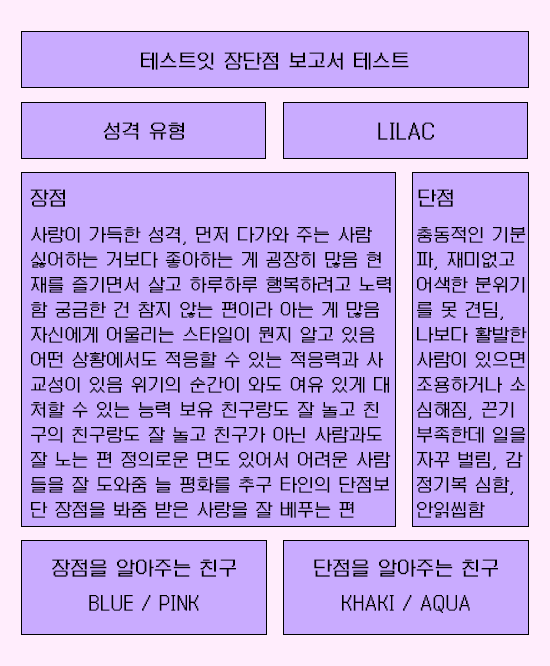 테스트잇 장단점 보고서 테스트
성격 유형
LILAC
장점
사랑이 가득한 성격, 먼저 다가와 주는 사람
싫어하는 거보다 좋아하는 게 굉장히 많음 현
재를 즐기면서 살고 하루하루 행복하려고 노력
함 궁금한 건 참지 않는 편이라 아는 게 많음
자신에게 어울리는 스타일이 뭔지 알고 있음
어떤 상황에서도 적응할 수 있는 적응력과 사
교성이 있음 위기의 순간이 와도 여유 있게 대
처할 수 있는 능력 보유 친구랑도 잘 놀고 친
구의 친구랑도 잘 놀고 친구가 아닌 사람과도
잘 노는 편 정의로운 면도 있어서 어려운 사람
들을 잘 도와줌 늘 평화를 추구 타인의 단점보
단 장점을 봐줌 받은 사랑을 잘 베푸는 편
단점
충동적인 기분
파, 재미없고
어색한 분위기
를 못 견딤,
나보다 활발한
사람이 있으면
조용하거나 소
심해짐, 끈기
부족한데 일을
자꾸 벌림, 감
정기복 심함,
안읽씹함
장점을 알아주는 친구
BLUE / PINK
단점을 알아주는 친구
KHAKI / AQUA